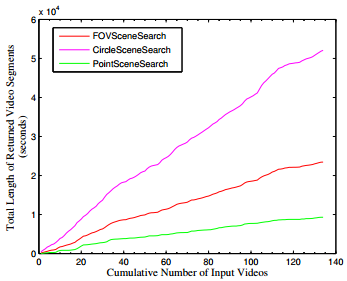 x 10^4
6
5
4
3
2
1
0
FOVSceneSearch
CircleSceneSearch
PointSceneSearch
Total Length of Returned Video Segments
(seconds)
0 20 40 60 80 100 120 140
Cumulative Number of Input Videos